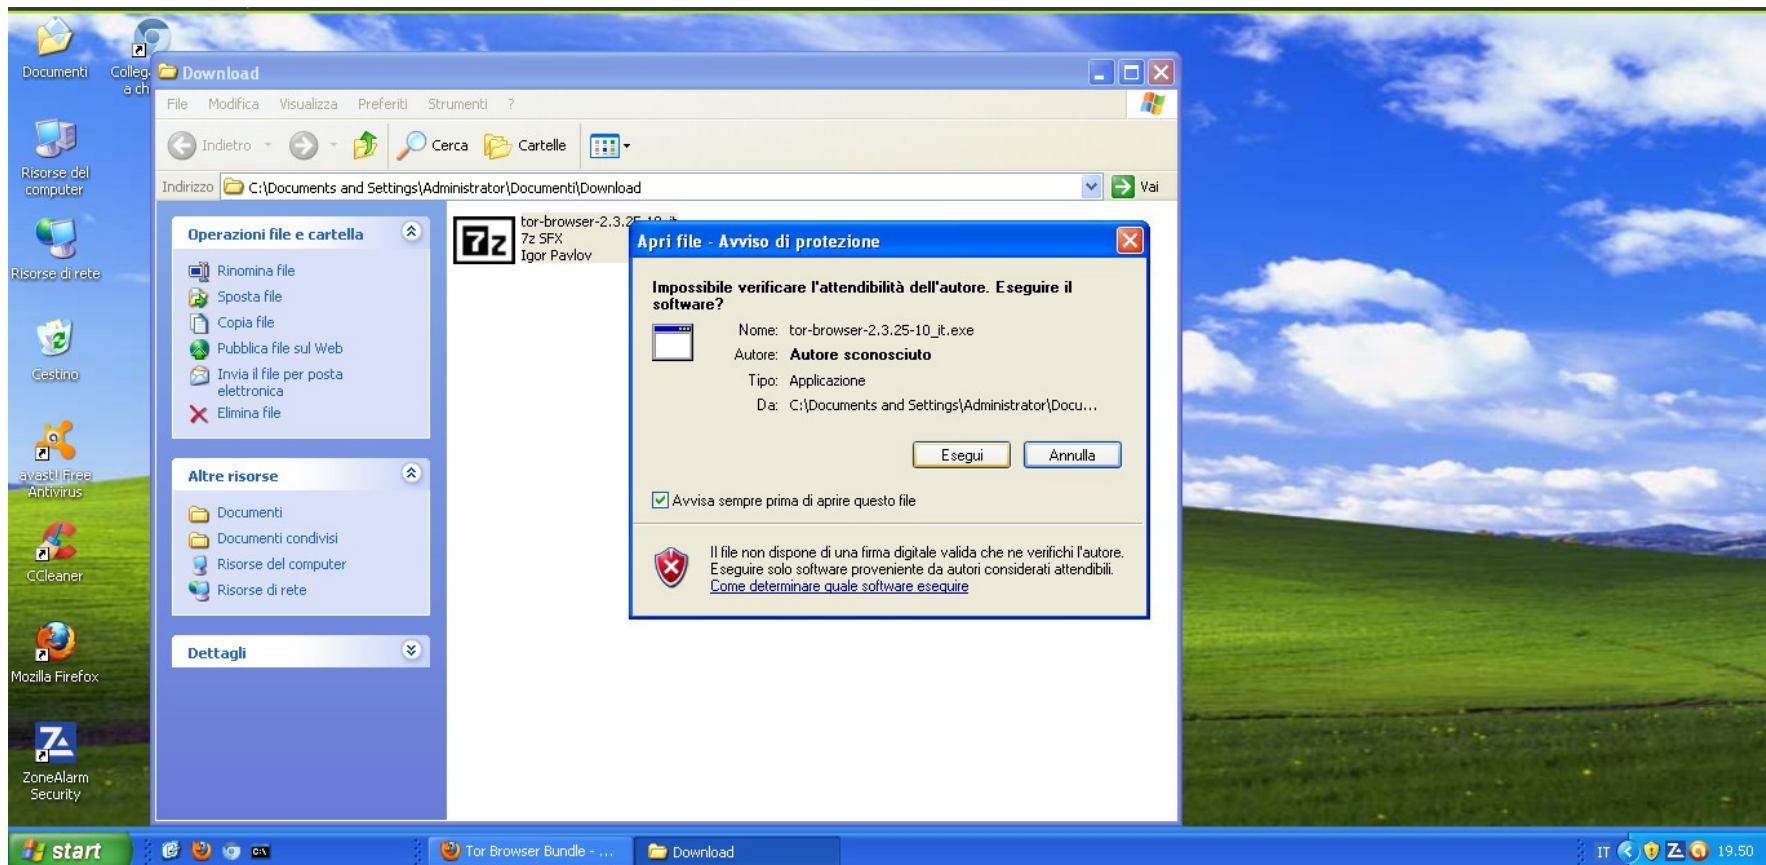 Documenti
Colleg.
a ch
Risorse del
computer
Risorse di rete
Cestino
avast! Free
Antivirus
CCleaner
Mozilla Firefox
ZoneAlarm
Security
Download
File Modifica Visualizza Preferiti Strumenti ?
Indietro Cerca Cartelle
Indirizzo C:\Documents and Settings\Administrator\Documenti\Download Vai
Operazioni file e cartella
Rinomina file
Sposta file
Copia file
Pubblica file sul Web
Invia il file per posta
elettronica
Elimina file
Altre risorse
Documenti
Documenti condivisi
Risorse del computer
Risorse di rete
Dettagli
7z
tor-browser-2.3.25-10_it
7z SFX
Igor Pavlov
Apri file - Avviso di protezione
Impossibile verificare l'attendibilità dell'autore. Eseguire il
software?
Nome: tor-browser-2.3.25-10_it.exe
Autore: Autore sconosciuto
Tipo: Applicazione
Da: C:\Documents and Settings\Administrator\Docu...
Esegui Annulla
Avvisa sempre prima di aprire questo file
Il file non dispone di una firma digitale valida che ne verifichi l'autore.
Eseguire solo software proveniente da autori considerati attendibili.
Come determinare quale software eseguire
start C:\ Tor Browser Bundle - ... Download IT 19.50